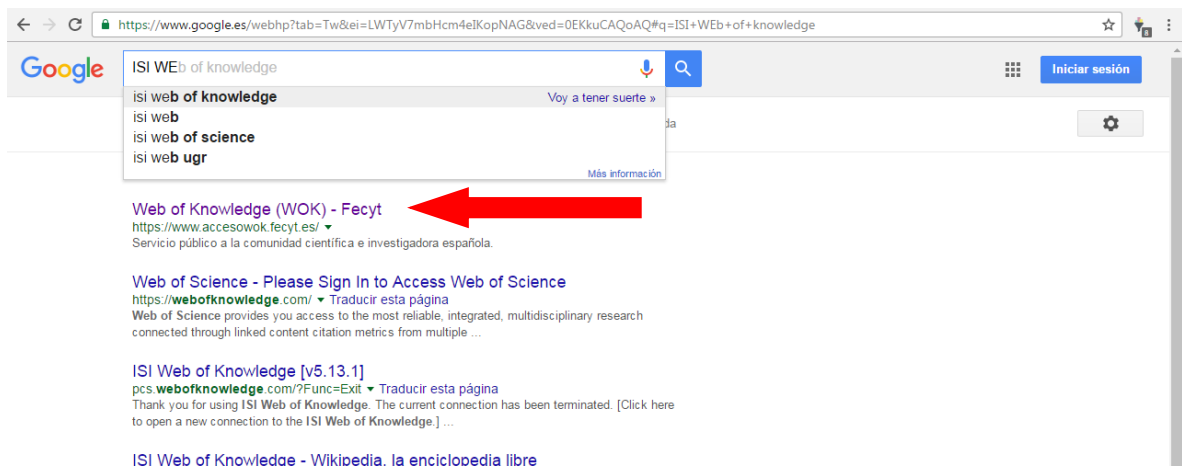 https://www.google.es/webhp?tab=Tw&ei=LWTyV7mbHcm4eIKopNAG&ved=0EKkuCAQoAQ#q=ISI+WEb+of+knowledge
Google
ISI WEb of knowledge
Iniciar sesión
isi web of knowledge Voy a tener suerte »
isi web
isi web of science
isi web ugr
Más información
Web of Knowledge (WOK) - Fecyt
https://www.accesowok.fecyt.es/
Servicio público a la comunidad científica e investigadora española.
Web of Science - Please Sign In to Access Web of Science
https://webofknowledge.com/ Traducir esta página
Web of Science provides you access to the most reliable, integrated, multidisciplinary research
connected through linked content citation metrics from multiple ...
ISI Web of Knowledge [v5.13.1]
pcs.webofknowledge.com/?Func=Exit Traducir esta página
Thank you for using ISI Web of Knowledge. The current connection has been terminated. [Click here
to open a new connection to the ISI Web of Knowledge.] ...
ISI Web of Knowledge - Wikipedia, la enciclopedia libre